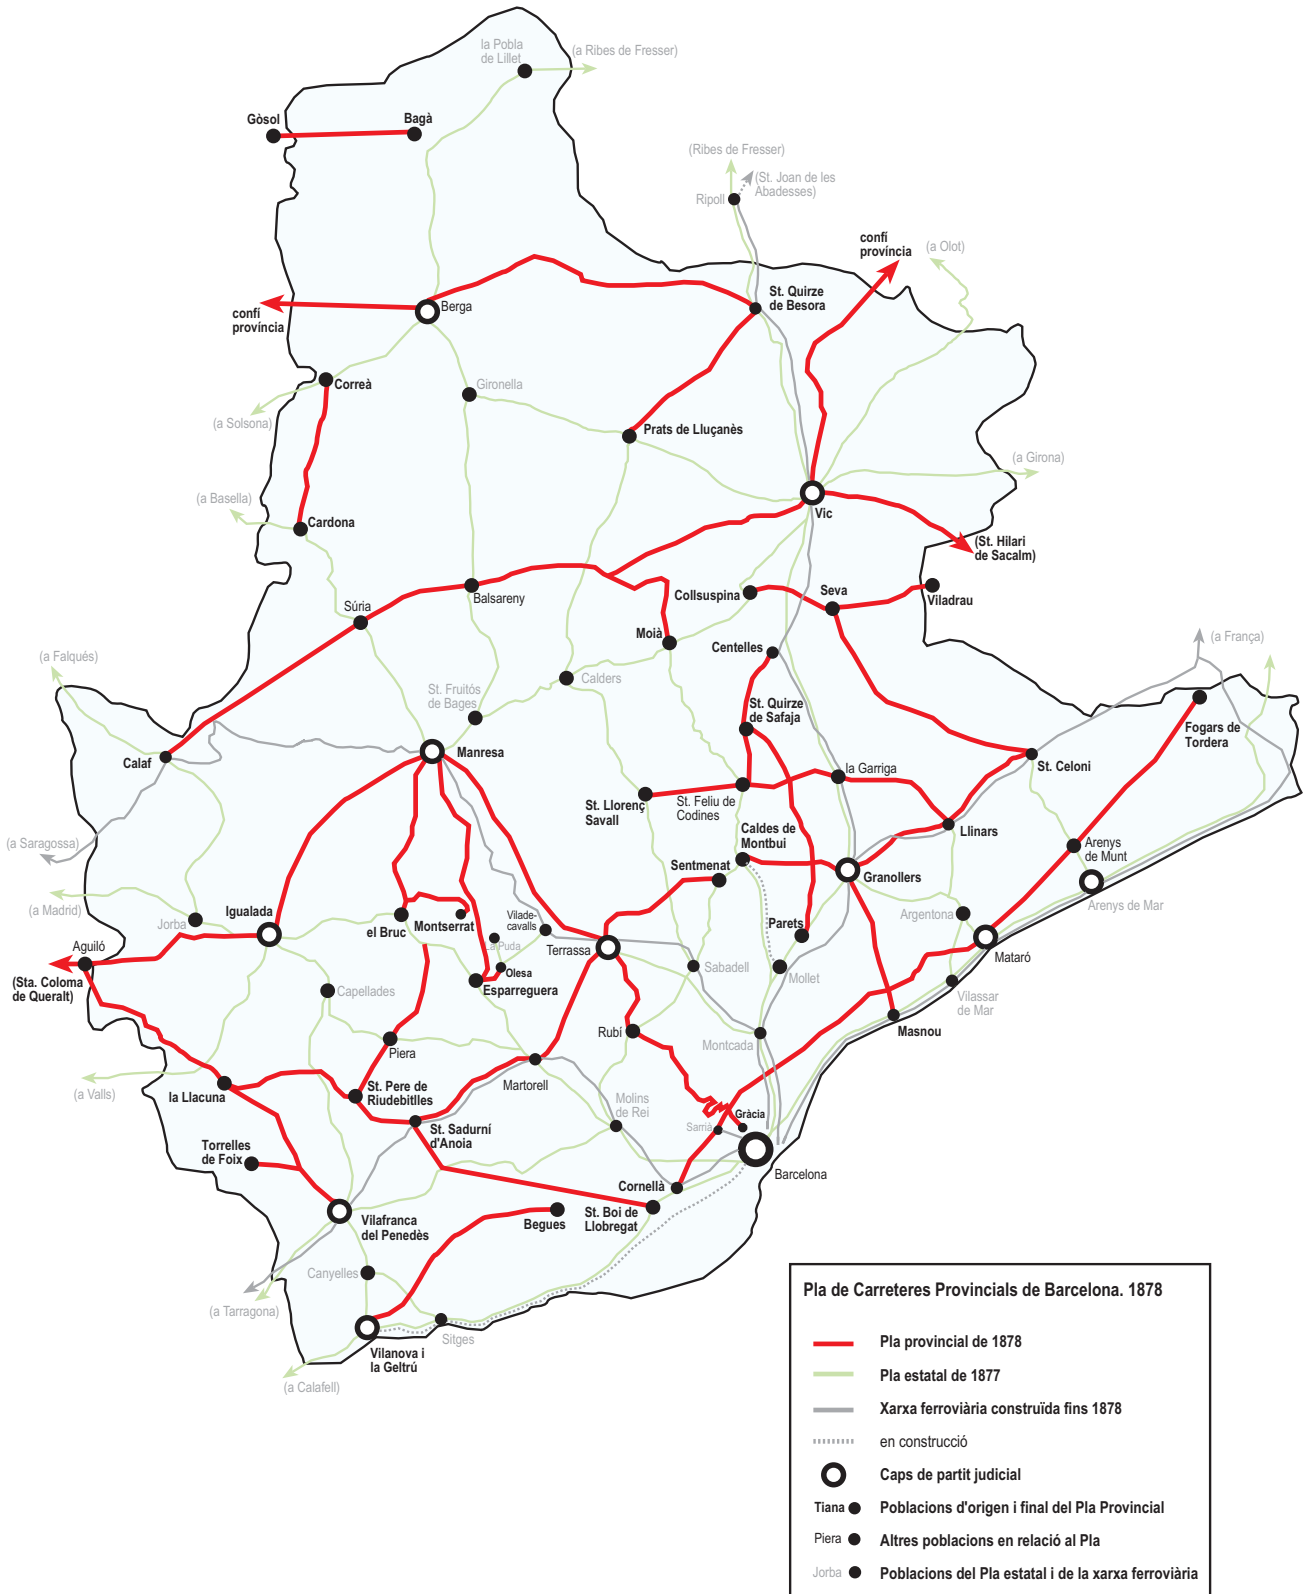 la Pobla
de Lillet
(a Ribes de Fresser)
Gòsol
Bagà
(Ribes de Fresser)
(St. Joan de les
Abadesses)
Ripoll
confí
província
(a Olot)
confí
província
Berga
St. Quirze
de Besora
Correà
Gironella
(a Solsona)
Prats de Lluçanès
(a Girona)
(a Basella)
Cardona
Vic
(St. Hilari
de Sacalm)
Súria
Balsareny
Collsuspina
Seva
Viladrau
Moià
Centelles
(a França)
(a Falqués)
St. Fruitós
de Bages
Calders
St. Quirze
de Safaja
Fogars de
Tordera
Calaf
Manresa
la Garriga
St. Celoni
St. Llorenç
Savall
St. Feliu de
Codines
Caldes de
Montbui
Llinars
(a Saragossa)
Arenys
de Munt
Sentmenat
Granollers
Arenys de Mar
(a Madrid)
Jorba
Igualada
el Bruc
Montserrat
Vilade-
cavalls
La Puda
Parets
Argentona
Aguiló
Terrassa
Mataró
(Sta. Coloma
de Queralt)
Olesa
Esparreguera
Sabadell
Mollet
Capellades
Vilassar
de Mar
Masnou
Piera
Rubí
Montcada
(a Valls)
la Llacuna
St. Pere de
Riudebitlles
Martorell
Molins
de Rei
Gràcia
Sarrià
St. Sadurní
d'Anoia
Torrelles
de Foix
Barcelona
Cornellà
Vilafranca
del Penedès
Begues
St. Boi de
Llobregat
Canyelles
(a Tarragona)
Sitges
Vilanova i
la Geltrú
(a Calafell)
Pla de Carreteres Provincials de Barcelona. 1878
Pla provincial de 1878
Pla estatal de 1877
Xarxa ferroviària construïda fins 1878
en construcció
Caps de partit judicial
Tiana Poblacions d'origen i final del Pla Provincial
Piera Altres poblacions en relació al Pla
Jorba Poblacions del Pla estatal i de la xarxa ferroviària